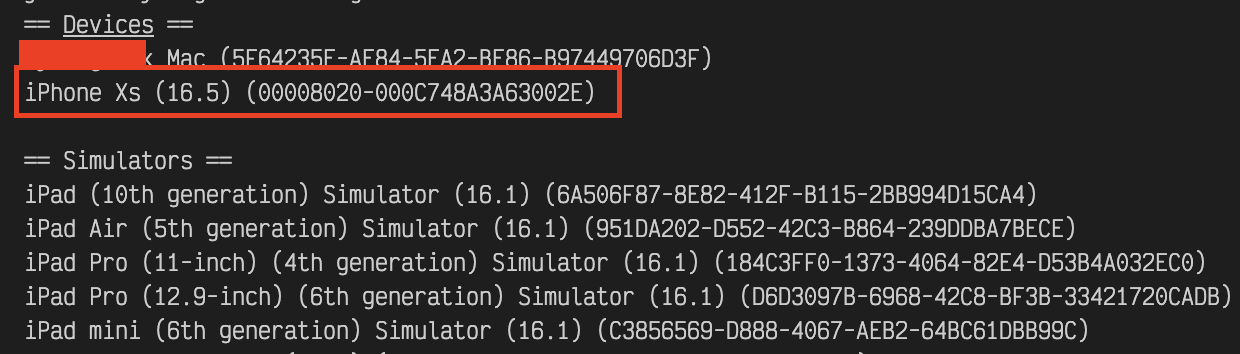 == Devices ==
Mac (5F64235F-AF84-5FA2-BF86-B97449706D3F)
iPhone Xs (16.5) (00008020-000C748A3A63002E)
== Simulators ==
iPad (10th generation) Simulator (16.1) (6A506F87-8E82-412F-B115-2BB994D15CA4)
iPad Air (5th generation) Simulator (16.1) (951DA202-D552-42C3-B864-239DDBA7BECE)
iPad Pro (11-inch) (4th generation) Simulator (16.1) (184C3FF0-1373-4064-82E4-D53B4A032EC0)
iPad Pro (12.9-inch) (6th generation) Simulator (16.1) (D6D3097B-6968-42C8-BF3B-33421720CADB)
iPad mini (6th generation) Simulator (16.1) (C3856569-D888-4067-AEB2-64BC61DBB99C)